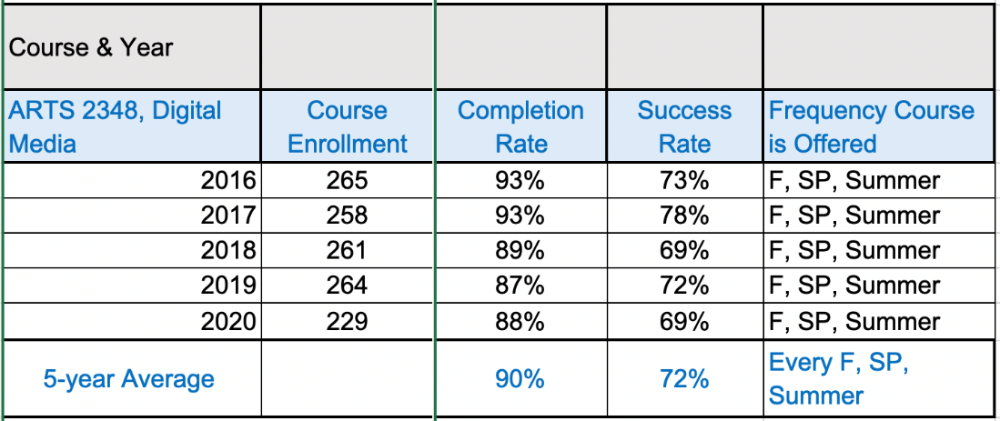 Course & Year
ARTS 2348, Digital Media Course Enrollment Completion Rate Success Rate Frequency Course is Offered
2016 265 93% 73% F, SP, Summer
2017 258 93% 78% F, SP, Summer
2018 261 89% 69% F, SP, Summer
2019 264 87% 72% F, SP, Summer
2020 229 88% 69% F, SP, Summer
5-year Average 90% 72% Every F, SP, Summer